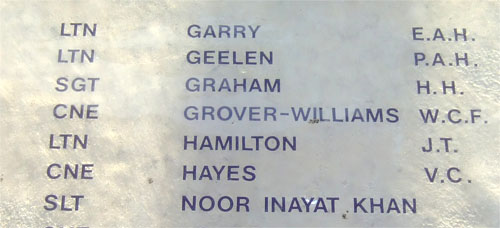 LTN GARRY E.A.H.
LTN GEELEN P.A.H.
SGT GRAHAM H.H.
CNE GROVER-WILLIAMS W.C.F.
LTN HAMILTON J.T.
CNE HAYES V.C.
SLT NOOR INAYAT KHAN